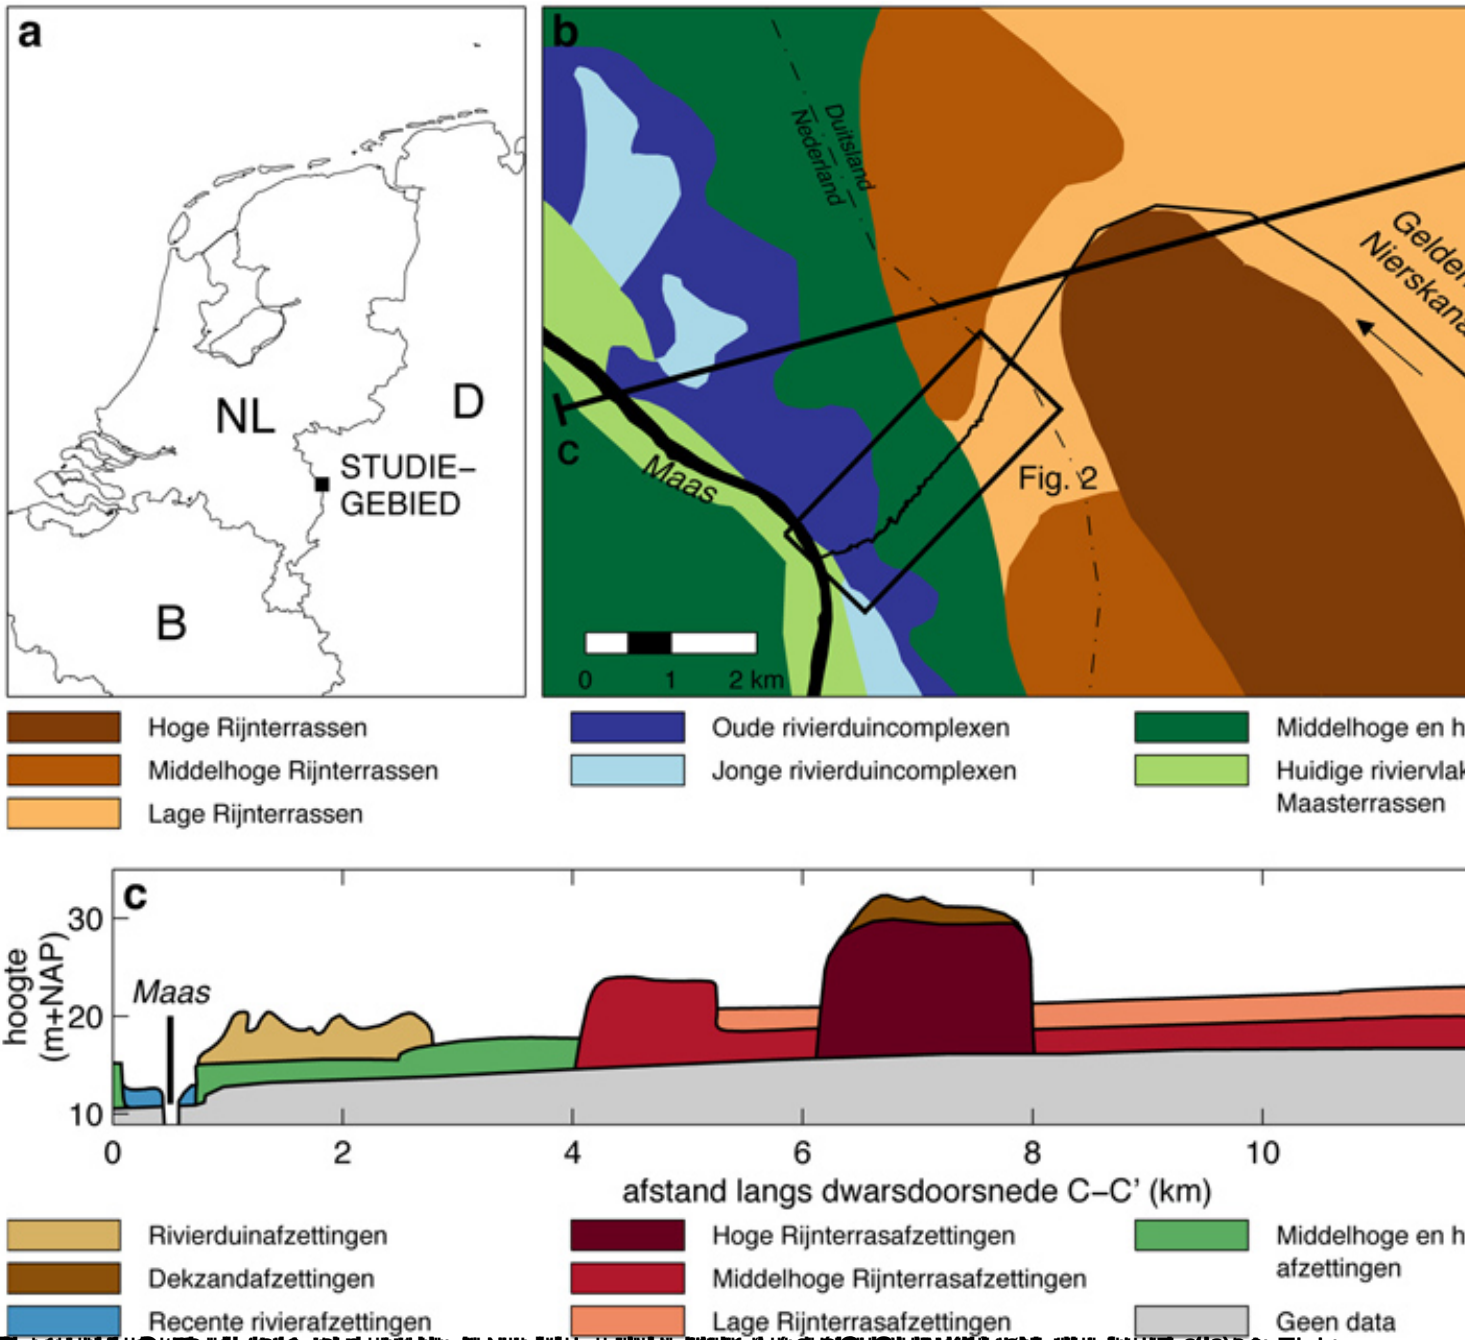 a
NL
D
STUDIE–
GEBIED
B
b
Duitsland
Nederland
Nierskana
C
Maas
Fig. 2
0 1 2 km
Hoge Rijnterrassen
Middelhoge Rijnterrassen
Lage Rijnterrassen
Oude rivierduincomplexen
Jonge rivierduincomplexen
Middelhoge en h
Huidige riviervlak
Maasterrassen
c
hoogte
(m+NAP)
30
20
10
Maas
0 2 4 6 8 10
afstand langs dwarsdoorsnede C–C’ (km)
Rivierduinafzettingen
Dekzandafzettingen
Recente rivierafzettingen
Hoge Rijnterrasafzettingen
Middelhoge Rijnterrasafzettingen
Lage Rijnterrasafzettingen
Middelhoge en h
afzettingen
Geen data